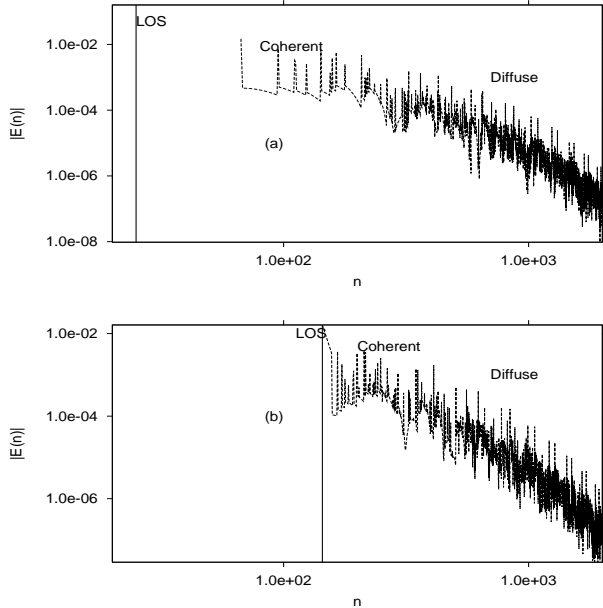 LOS
1.0e-02
Coherent
Diffuse
1.0e-04
|E(n)|
(a)
1.0e-06
1.0e-08
1.0e+02
1.0e+03
n
1.0e-02
LOS
Coherent
Diffuse
1.0e-04
|E(n)|
(b)
1.0e-06
1.0e+02
1.0e+03
n